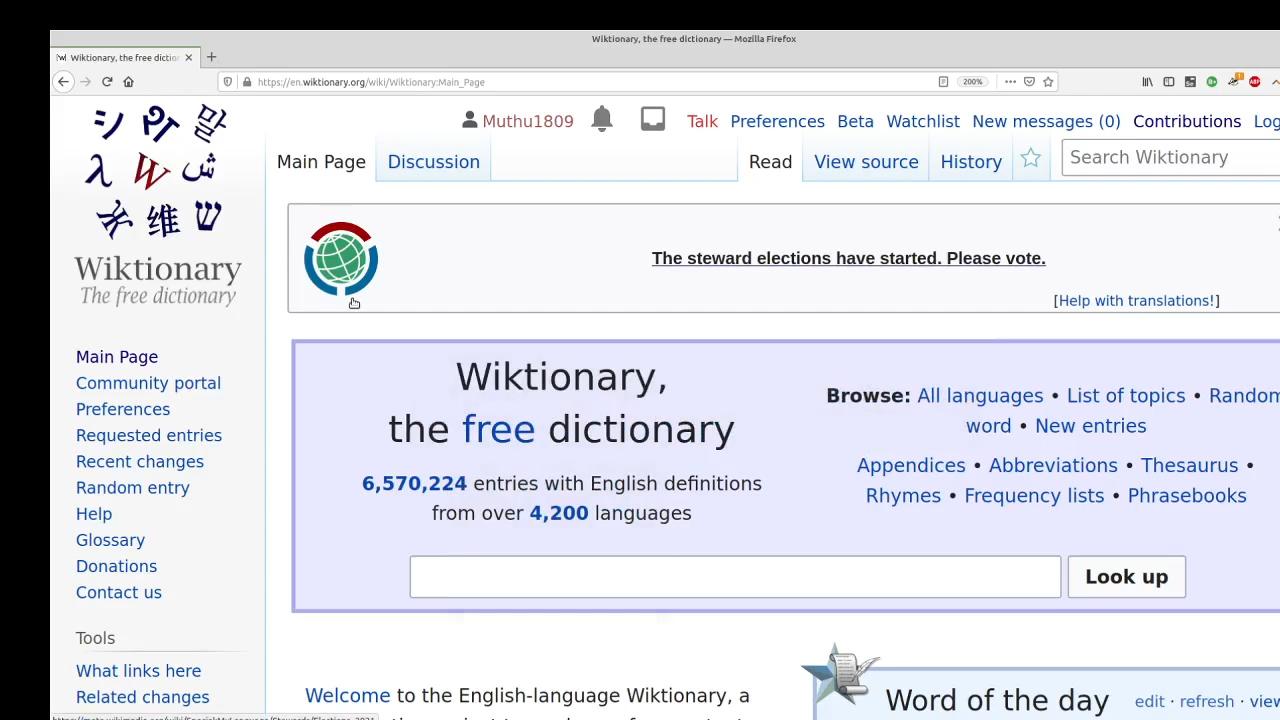 Wiktionary, the free dictionary — Mozilla Firefox
Wiktionary, the free diction
https://en.wiktionary.org/wiki/Wiktionary:Main_Page
200%
Muthu1809 Talk Preferences Beta Watchlist New messages (0) Contributions Log
Main Page Discussion Read View source History Search Wiktionary
シ
말
λ W ش
维 ש
Wiktionary
The free dictionary
The steward elections have started. Please vote.
[Help with translations!]
Main Page
Community portal
Preferences
Requested entries
Recent changes
Random entry
Help
Glossary
Donations
Contact us
Tools
What links here
Related changes
Wiktionary,
the free dictionary
6,570,224 entries with English definitions
from over 4,200 languages
Browse: All languages • List of topics • Random
word • New entries
Appendices • Abbreviations • Thesaurus •
Rhymes • Frequency lists • Phrasebooks
Look up
Welcome to the English-language Wiktionary, a
Word of the day edit · refresh · view